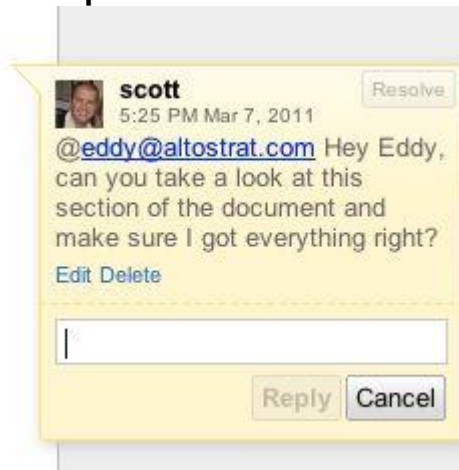 scott
Resolve
5:25 PM Mar 7, 2011
@eddy@altostrat.com Hey Eddy,
can you take a look at this
section of the document and
make sure I got everything right?
Edit Delete
Reply Cancel